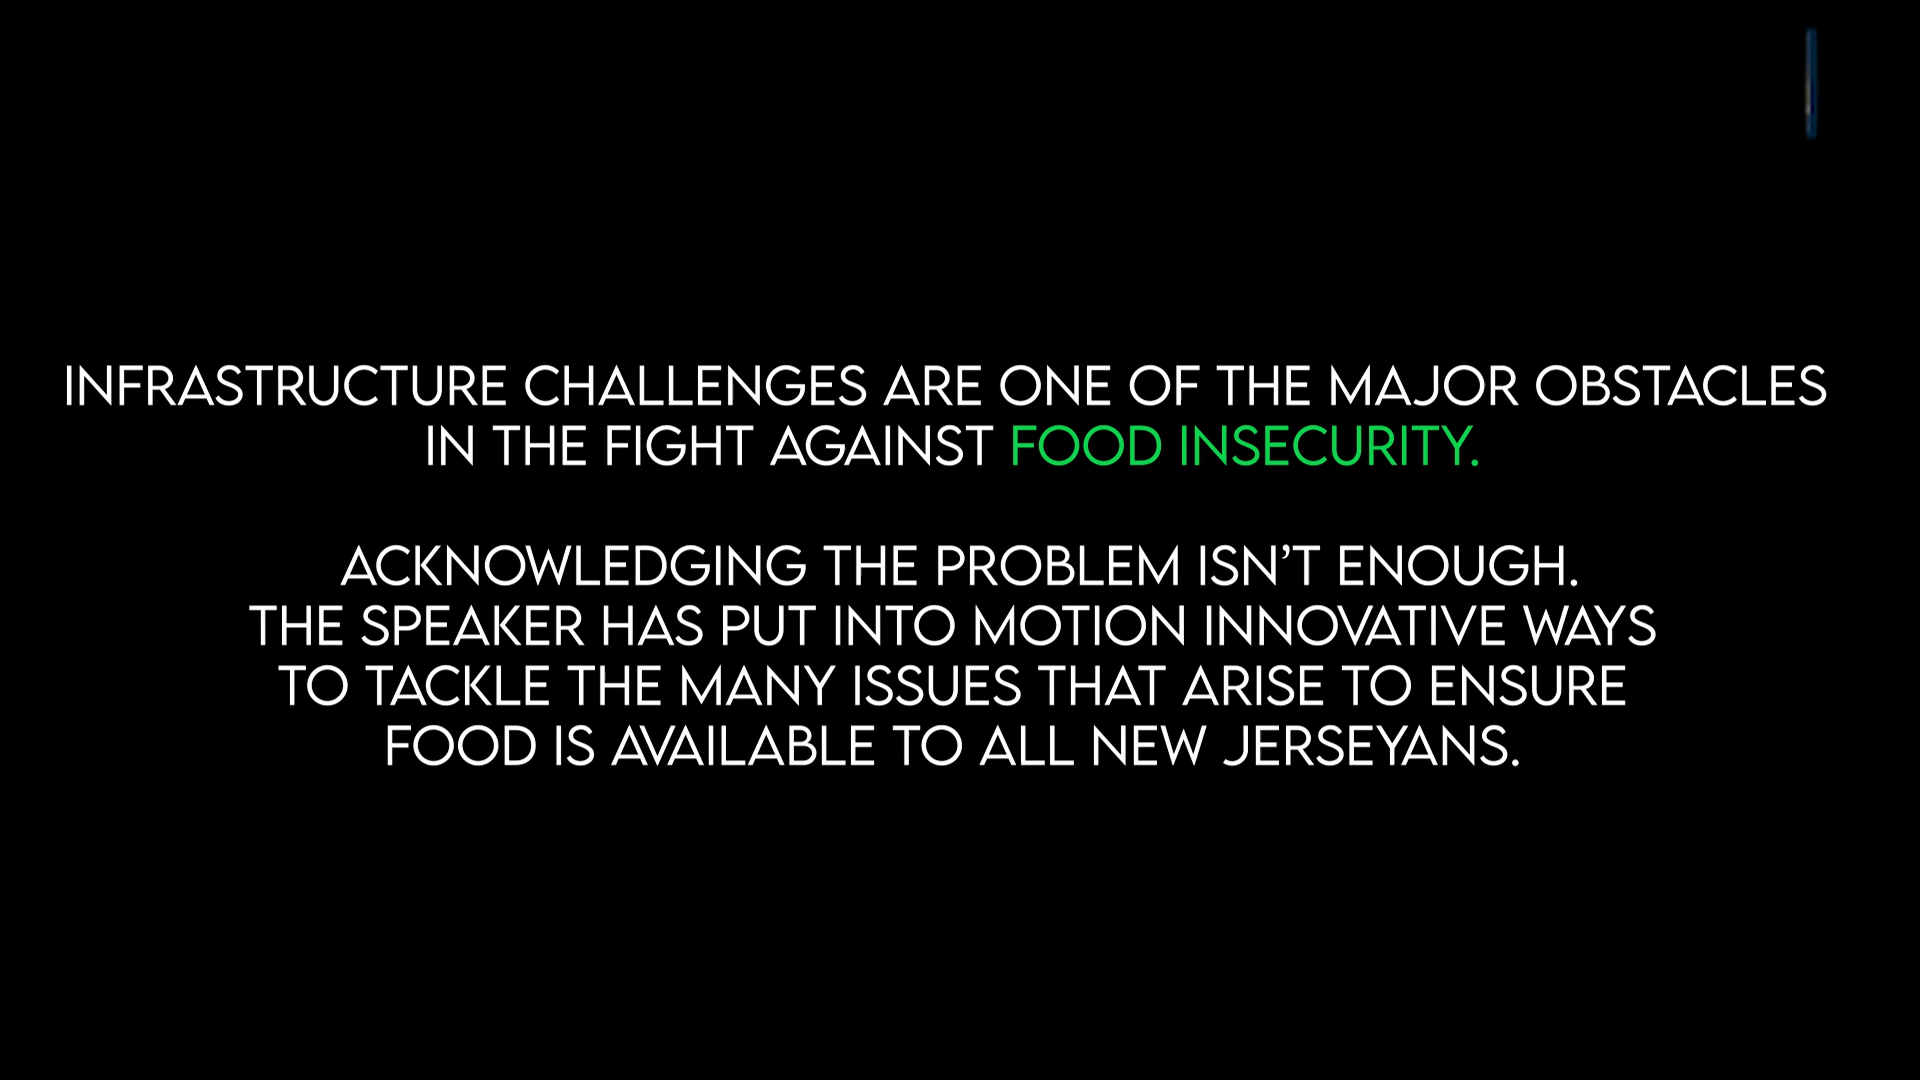 INFRASTRUCTURE CHALLENGES ARE ONE OF THE MAJOR OBSTACLES
IN THE FIGHT AGAINST FOOD INSECURITY.
ACKNOWLEDGING THE PROBLEM ISN’T ENOUGH.
THE SPEAKER HAS PUT INTO MOTION INNOVATIVE WAYS
TO TACKLE THE MANY ISSUES THAT ARISE TO ENSURE
FOOD IS AVAILABLE TO ALL NEW JERSEYANS.